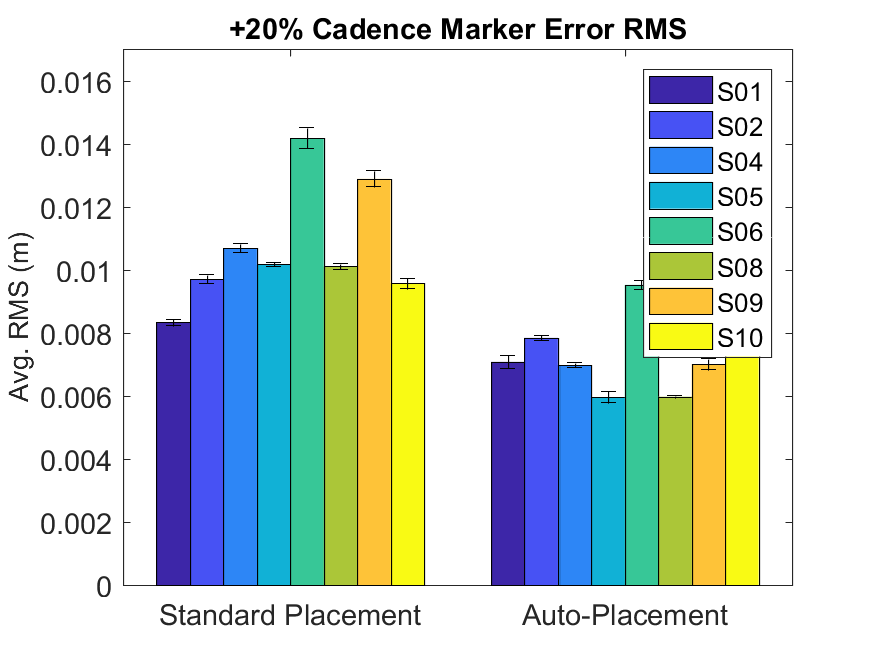 +20% Cadence Marker Error RMS
Avg. RMS (m)
0.016
0.014
0.012
0.01
0.008
0.006
0.004
0.002
0
S01
S02
S04
S05
S06
S08
S09
S10
Standard Placement
Auto-Placement